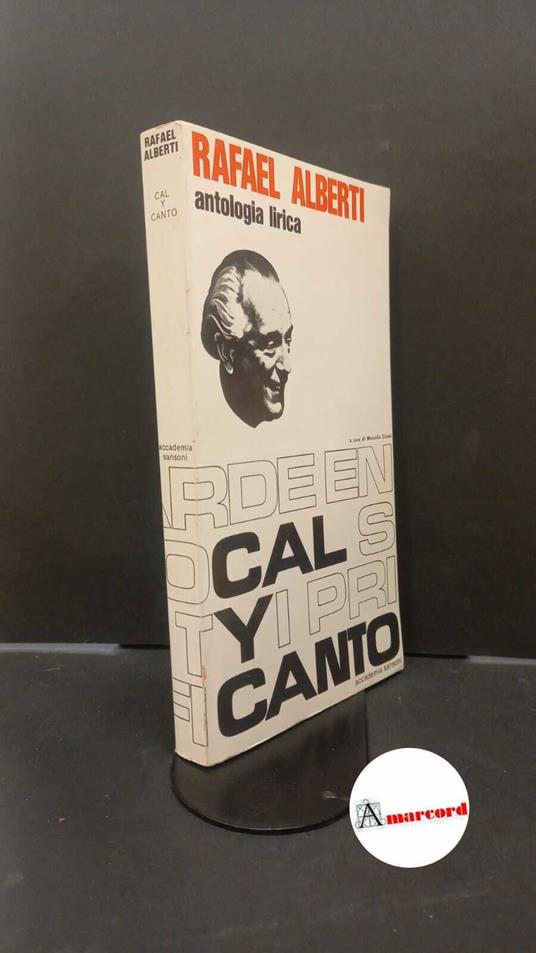 RAFAEL
ALBERTI
CAL
Y
CANTO
accademia
sansoni
RAFAEL ALBERTI
antologia lirica
a cura di Marcella Ciceri
ARDE EN
O CAL S
T Y I PRI
CANTO
accademia sansoni
Amarcord